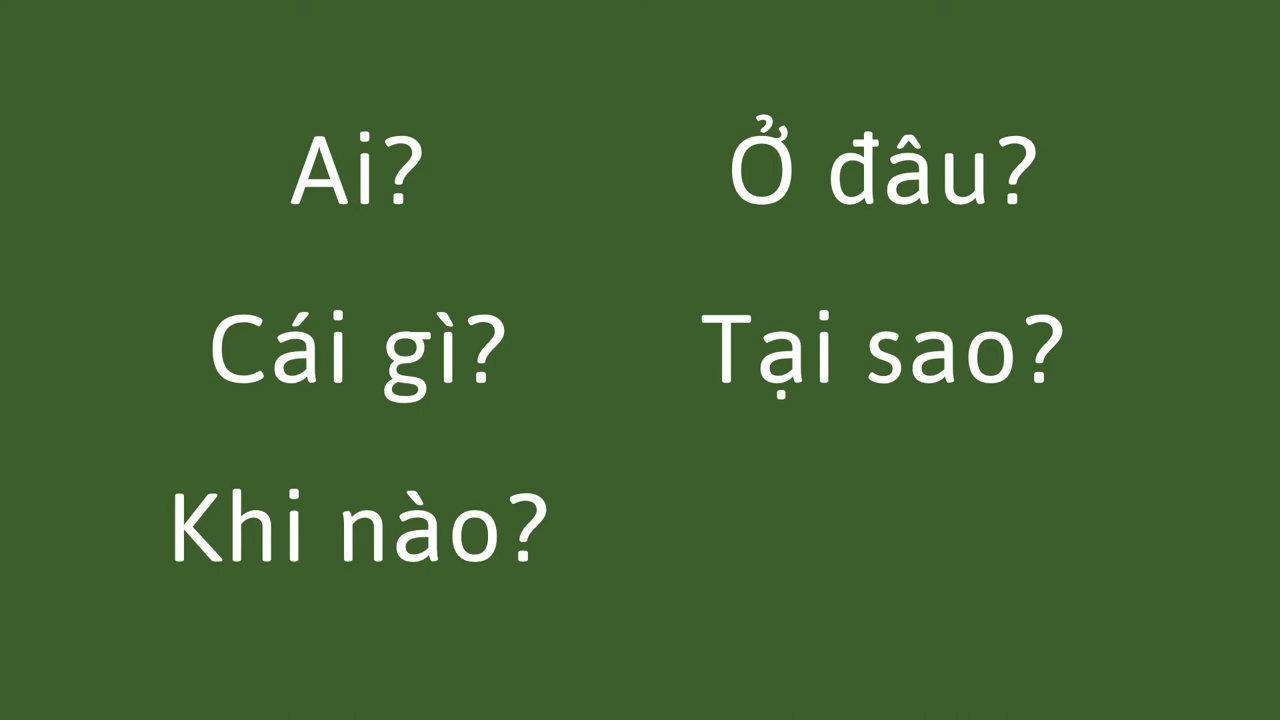 Ai?
Cái gì?
Khi nào?
Ở đâu?
Tại sao?